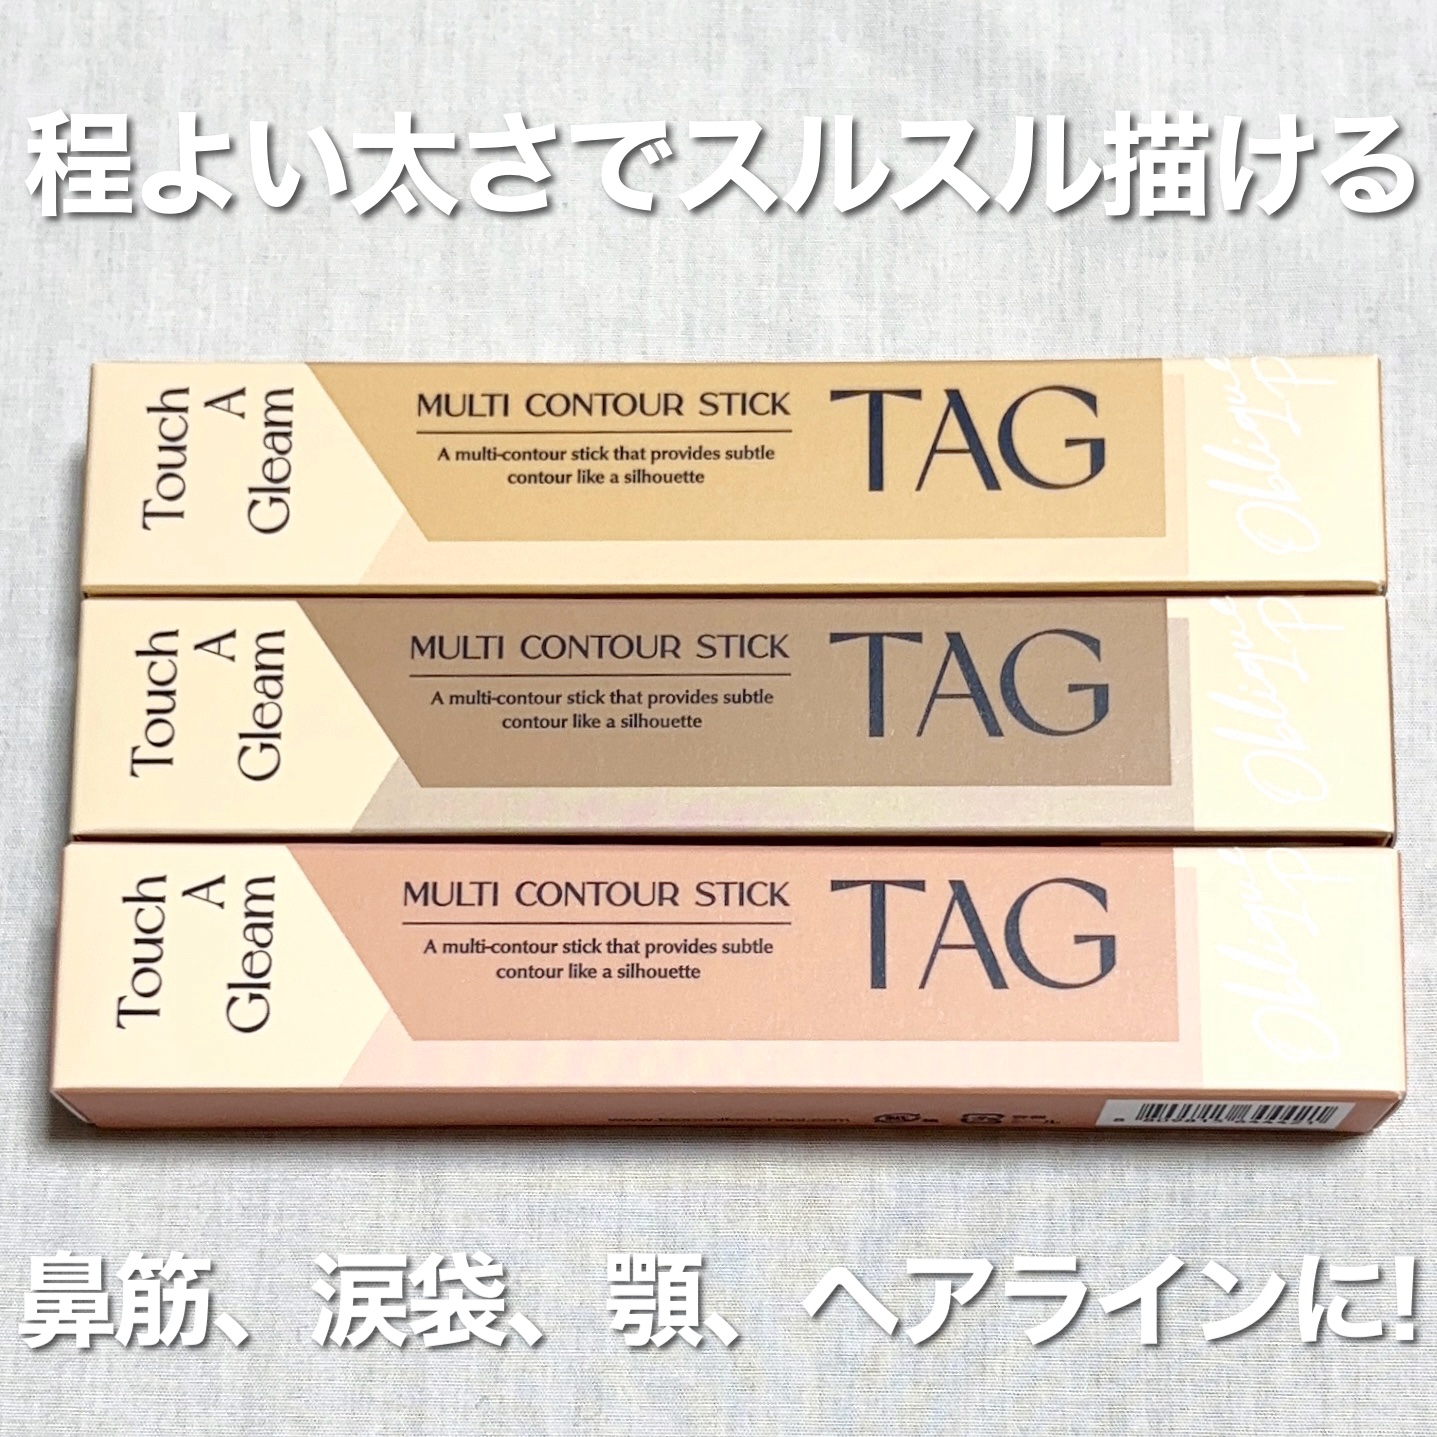 程よい太さでスルスル描ける
Touch
A
Gleam
MULTI CONTOUR STICK
A multi-contour stick that provides subtle
contour like a silhouette
TAG
Oblique
Touch
A
Gleam
MULTI CONTOUR STICK
A multi-contour stick that provides subtle
contour like a silhouette
TAG
Oblique
Touch
A
Gleam
MULTI CONTOUR STICK
A multi-contour stick that provides subtle
contour like a silhouette
TAG
Oblique
鼻筋、涙袋、顎、ヘアラインに!